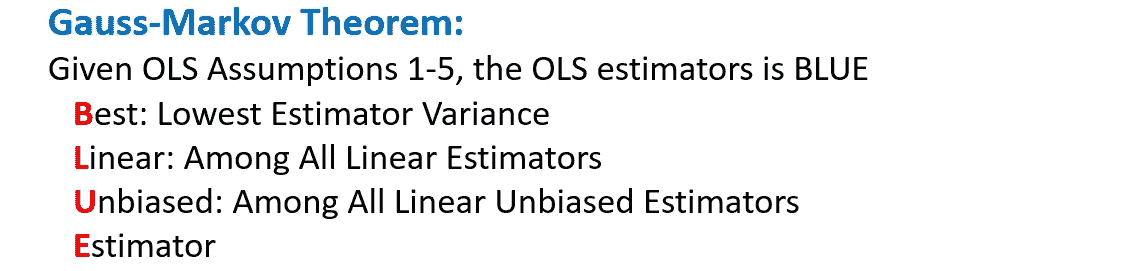 Gauss-Markov Theorem:
Given OLS Assumptions 1-5, the OLS estimators is BLUE
Best: Lowest Estimator Variance
Linear: Among All Linear Estimators
Unbiased: Among All Linear Unbiased Estimators
Estimator